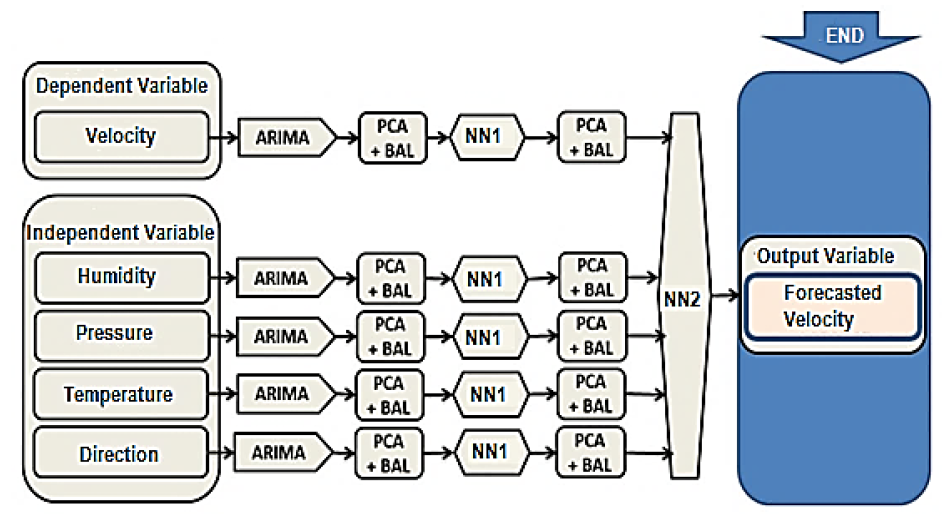 END
Dependent Variable
Velocity
ARIMA
PCA
+ BAL
NN1
PCA
+ BAL
Independent Variable
Humidity
ARIMA
PCA
+ BAL
NN1
PCA
+ BAL
Pressure
ARIMA
PCA
+ BAL
NN1
PCA
+ BAL
Temperature
ARIMA
PCA
+ BAL
NN1
PCA
+ BAL
Direction
ARIMA
PCA
+ BAL
NN1
PCA
+ BAL
NN2
Output Variable
Forecasted
Velocity